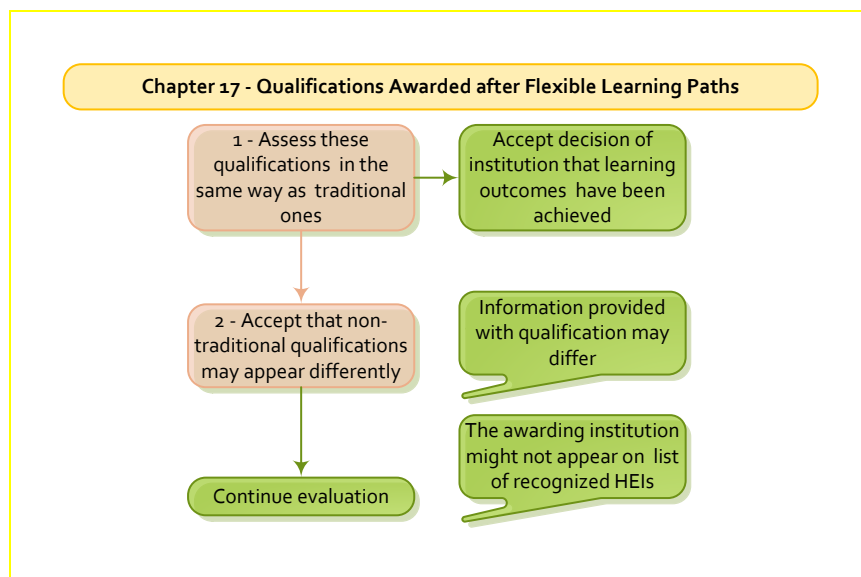 Chapter 17 - Qualifications Awarded after Flexible Learning Paths
1 - Assess these
qualifications in the
same way as traditional
ones
Accept decision of
institution that learning
outcomes have been
achieved
2 - Accept that non-
traditional qualifications
may appear differently
Information provided
with qualification may
differ
The awarding institution
might not appear on list
of recognized HEIs
Continue evaluation